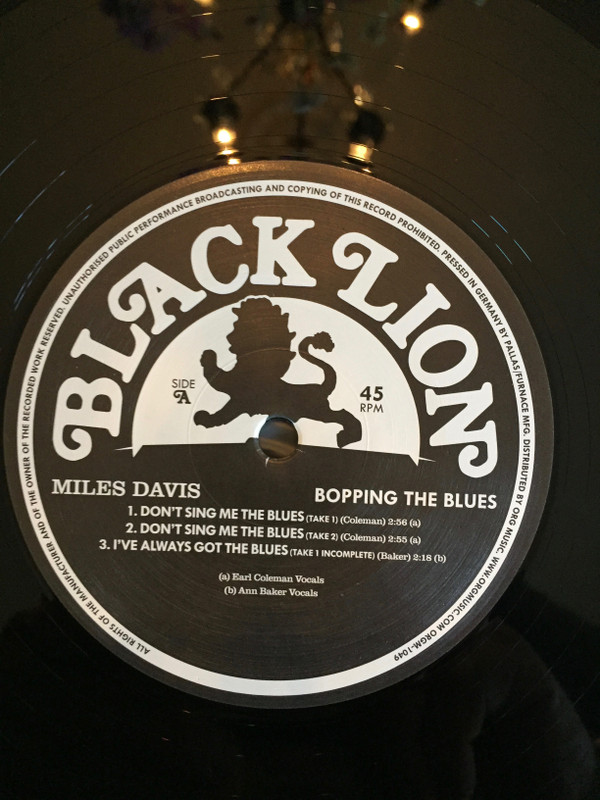 ALL RIGHTS OF THE MANUFACTURER AND OF THE OWNER OF THE RECORDED WORK RESERVED. UNAUTHORISED PUBLIC PERFORMANCE BROADCASTING AND COPYING OF THIS RECORD PROHIBITED. PRESSED IN GERMANY BY PALLAS/FURNACE MFG. DISTRIBUTED BY ORG MUSIC. WWW.ORGMUSIC.COM ORGM-1049
BLACK LION
SIDE
A
45
RPM
MILES DAVIS
BOPPING THE BLUES
1. DON'T SING ME THE BLUES (TAKE 1) (Coleman) 2:56 (a)
2. DON'T SING ME THE BLUES (TAKE 2) (Coleman) 2:55 (a)
3. I'VE ALWAYS GOT THE BLUES (TAKE 1 INCOMPLETE) (Baker) 2:18 (b)
(a) Earl Coleman Vocals
(b) Ann Baker Vocals